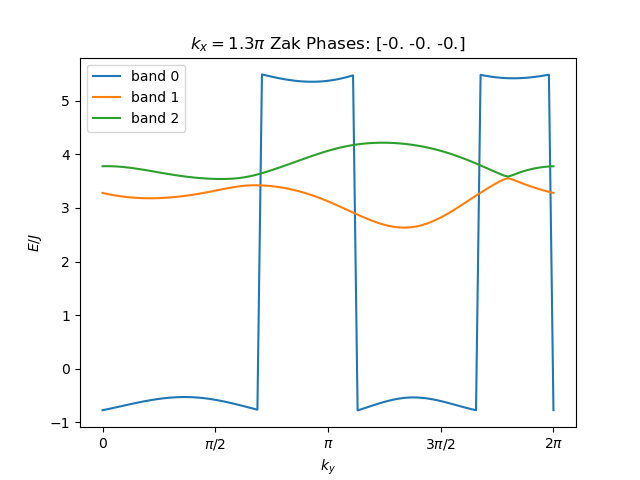 kₓ = 1.3π Zak Phases: [-0. -0. -0.]
band 0
band 1
band 2
E/J
5
4
3
2
1
0
−1
0 π/2 π 3π/2 2π
k_y